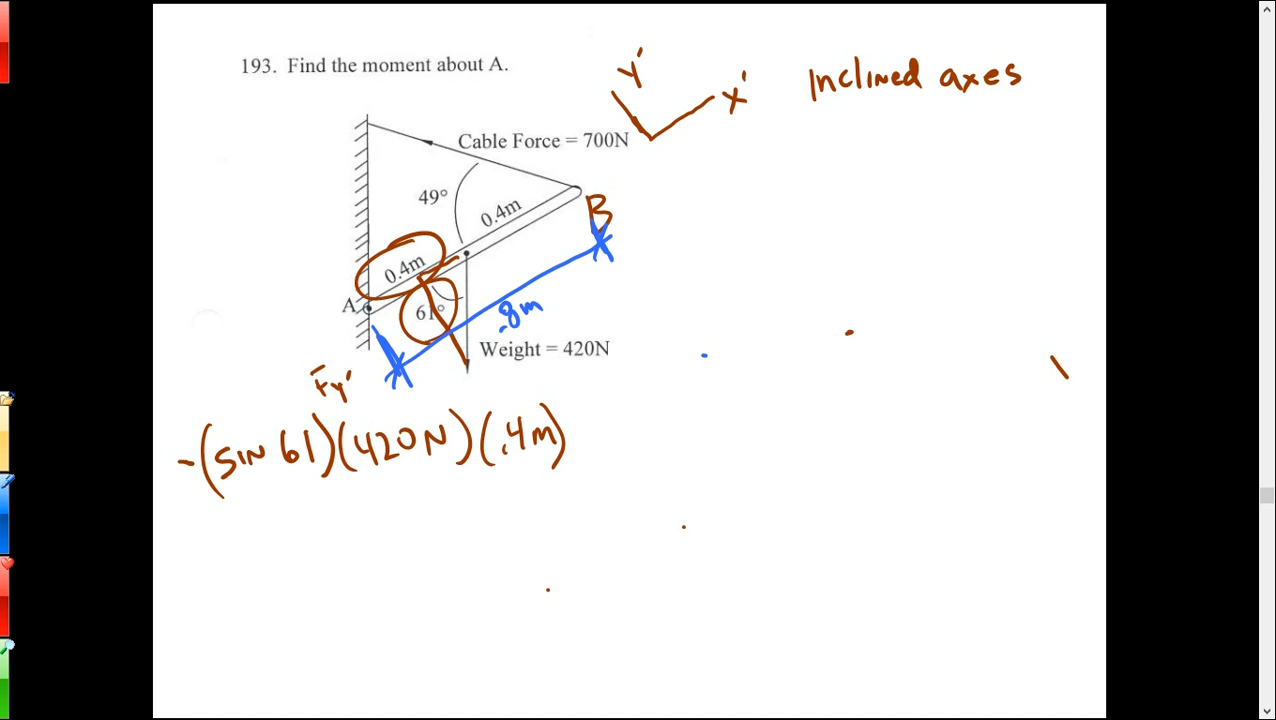 193. Find the moment about A.
Y'
X'
Inclined axes
Cable Force = 700N
49°
0.4m
B
0.4m
A
61°
.8m
Weight = 420N
Fy'
-(sin 61)(420N)(.4m)